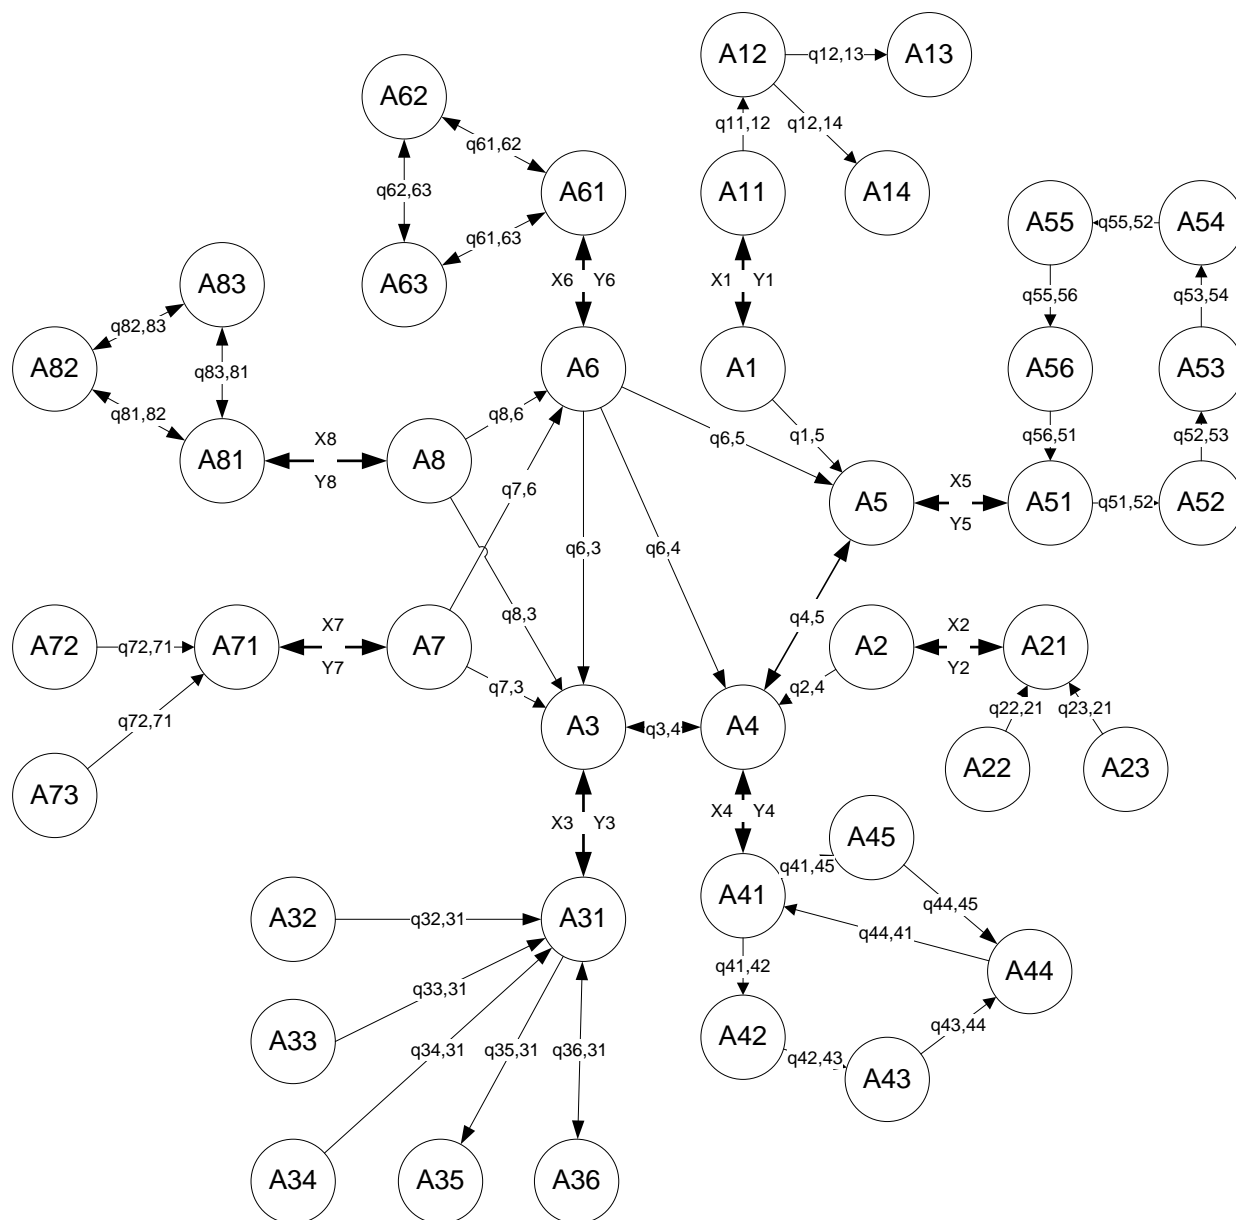 A12
q12,13
A13
A62
q11,12
q12,14
q61,62
q62,63
A61
A11
A14
A55
q55,52
A54
q61,63
A83
A63
X6
Y6
X1
Y1
q55,56
q53,54
q82,83
A82
q83,81
A6
A1
A56
A53
q81,82
q8,6
q6,5
q1,5
q56,51
q52,53
A81
X8
Y8
A8
q7,6
A5
X5
Y5
A51
q51,52
A52
q6,3
q6,4
q8,3
q4,5
A72
q72,71
A71
X7
Y7
A7
A2
X2
Y2
A21
q7,3
q2,4
q22,21
q23,21
q72,71
A3
q3,4
A4
A22
A23
A73
X3
Y3
X4
Y4
A45
q41,45
A41
A32
q32,31
A31
q44,45
q44,41
q41,42
A44
q33,31
A33
q34,31
q35,31
q36,31
A42
q42,43
q43,44
A43
A34
A35
A36